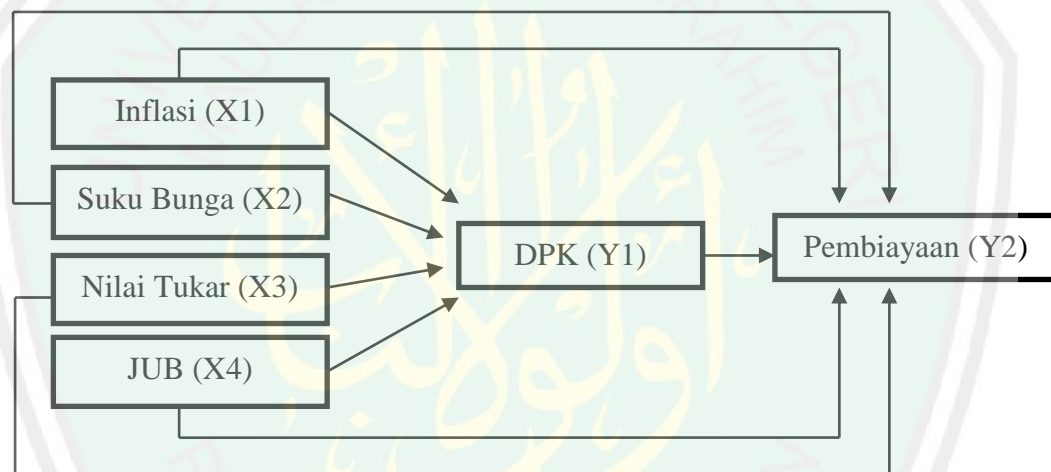 Inflasi (X1)
Suku Bunga (X2)
Nilai Tukar (X3)
JUB (X4)
DPK (Y1)
Pembiayaan (Y2)